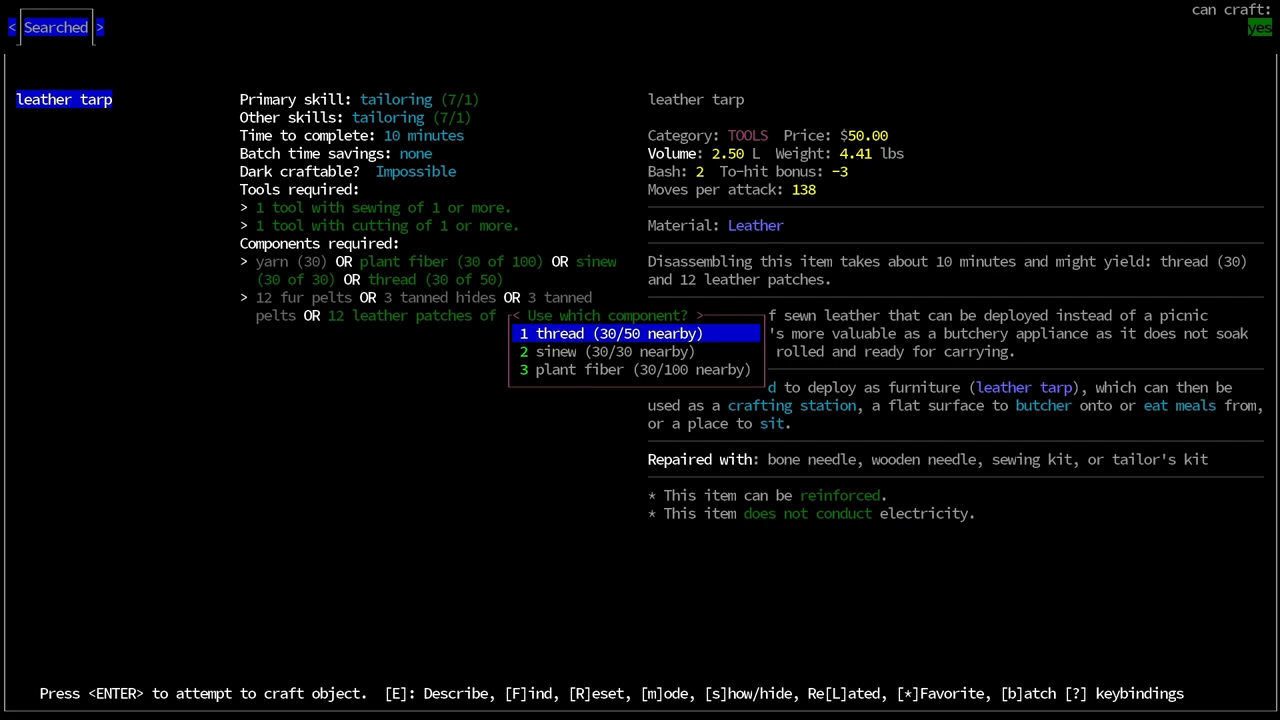 can craft:
< Searched >
yes
leather tarp
Primary skill: tailoring (7/1)
Other skills: tailoring (7/1)
Time to complete: 10 minutes
Batch time savings: none
Dark craftable?  Impossible
Tools required:
> 1 tool with sewing of 1 or more.
> 1 tool with cutting of 1 or more.
Components required:
> yarn (30) OR plant fiber (30 of 100) OR sinew
(30 of 30) OR thread (30 of 50)
> 12 fur pelts OR 3 tanned hides OR 3 tanned
pelts OR 12 leather patches of
< Use which component? >
1 thread (30/50 nearby)
2 sinew (30/30 nearby)
3 plant fiber (30/100 nearby)
leather tarp
Category: TOOLS  Price: $50.00
Volume: 2.50 L  Weight: 4.41 lbs
Bash: 2  To-hit bonus: -3
Moves per attack: 138
Material: Leather
Disassembling this item takes about 10 minutes and might yield: thread (30)
and 12 leather patches.
f sewn leather that can be deployed instead of a picnic
's more valuable as a butchery appliance as it does not soak
rolled and ready for carrying.
d to deploy as furniture (leather tarp), which can then be
used as a crafting station, a flat surface to butcher onto or eat meals from,
or a place to sit.
Repaired with: bone needle, wooden needle, sewing kit, or tailor's kit
* This item can be reinforced.
* This item does not conduct electricity.
Press <ENTER> to attempt to craft object.  [E]: Describe, [F]ind, [R]eset, [m]ode, [s]how/hide, Re[L]ated, [*]Favorite, [b]atch [?] keybindings